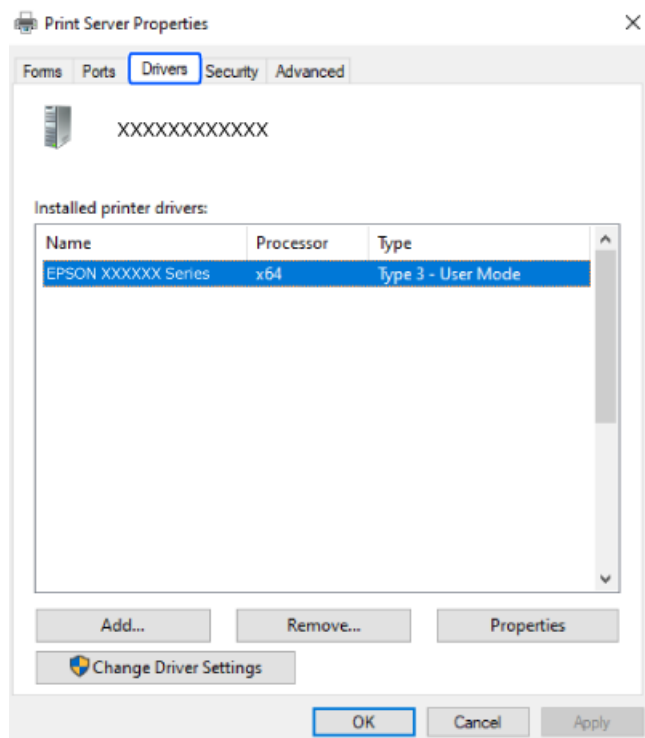 Print Server Properties
Forms Ports Drivers Security Advanced
XXXXXXXXXXXX
Installed printer drivers:
Name Processor Type
EPSON XXXXXX Series x64 Type 3 - User Mode
Add... Remove... Properties
Change Driver Settings
OK Cancel Apply